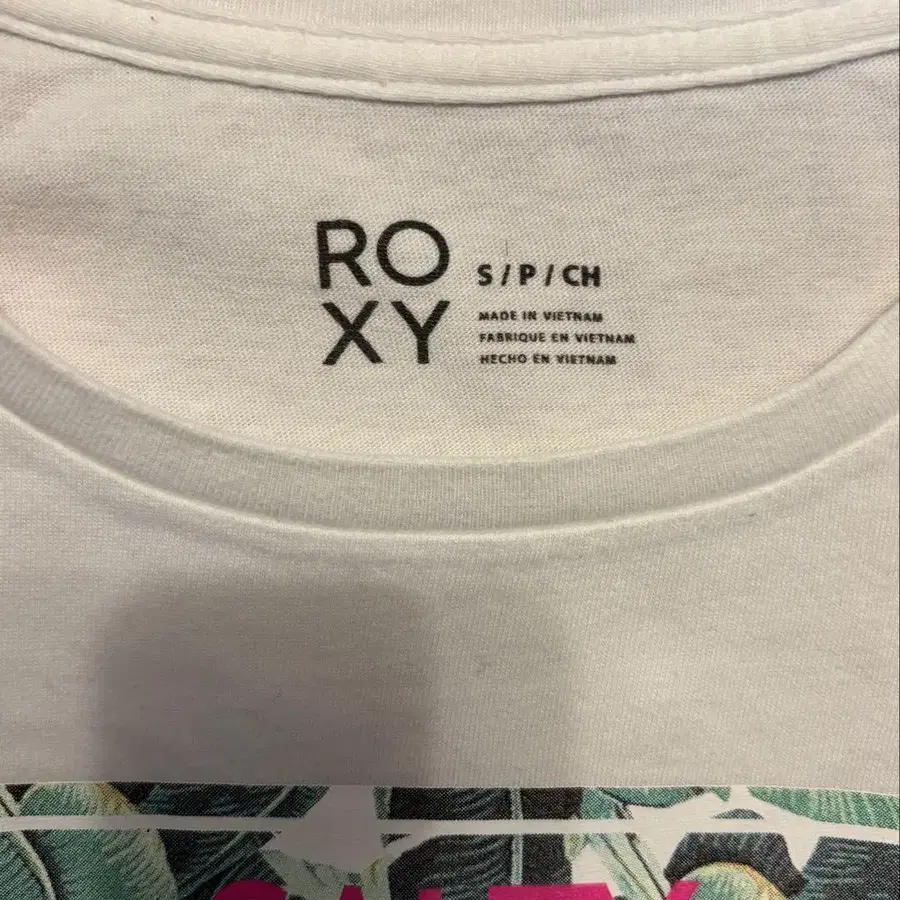 RO
XY
S / P / CH
MADE IN VIETNAM
FABRIQUE EN VIETNAM
HECHO EN VIETNAM